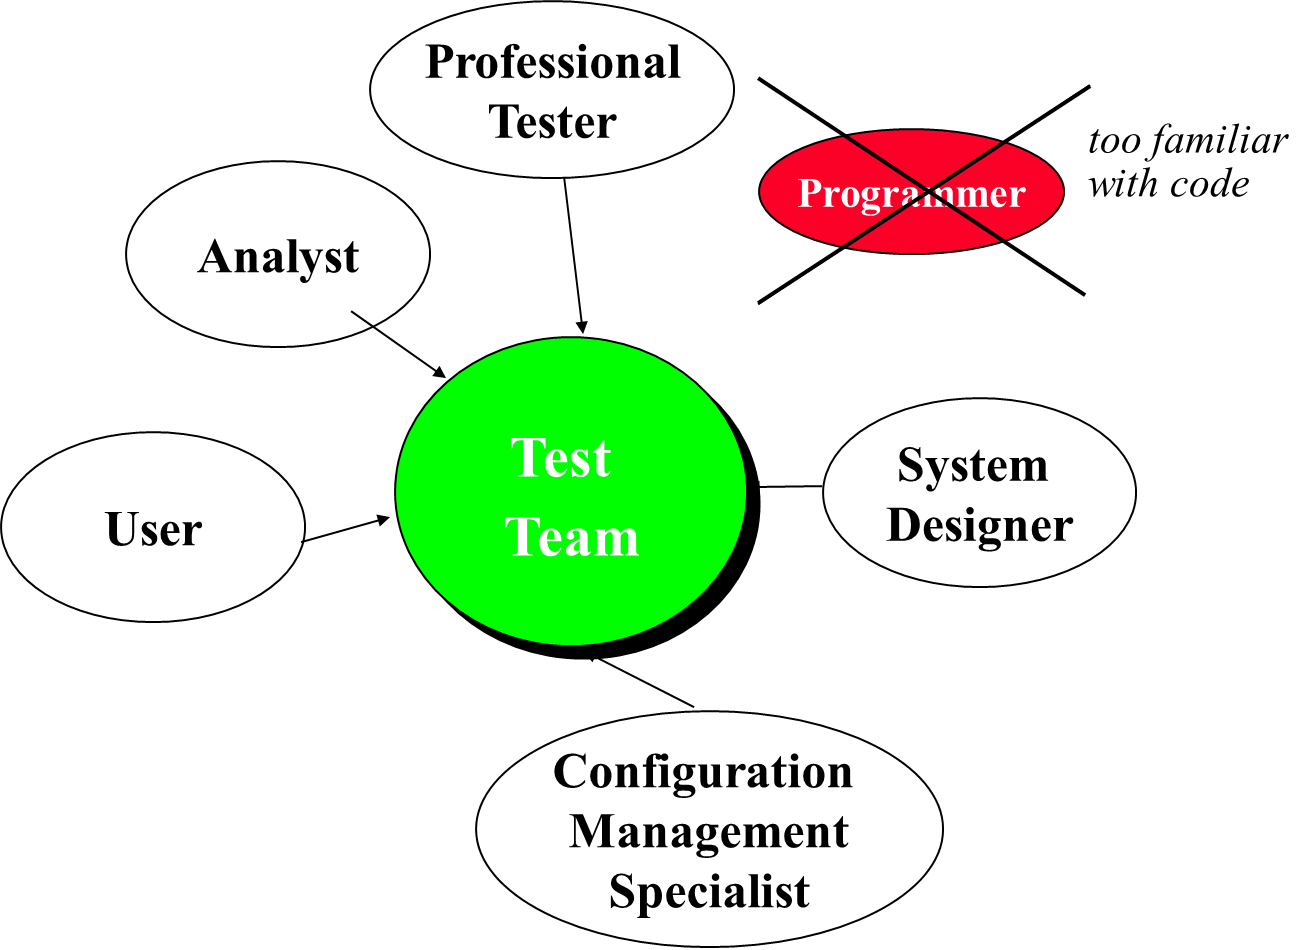 Professional
Tester
too familiar
with code
Programmer
Analyst
Test
Team
System
Designer
User
Configuration
Management
Specialist